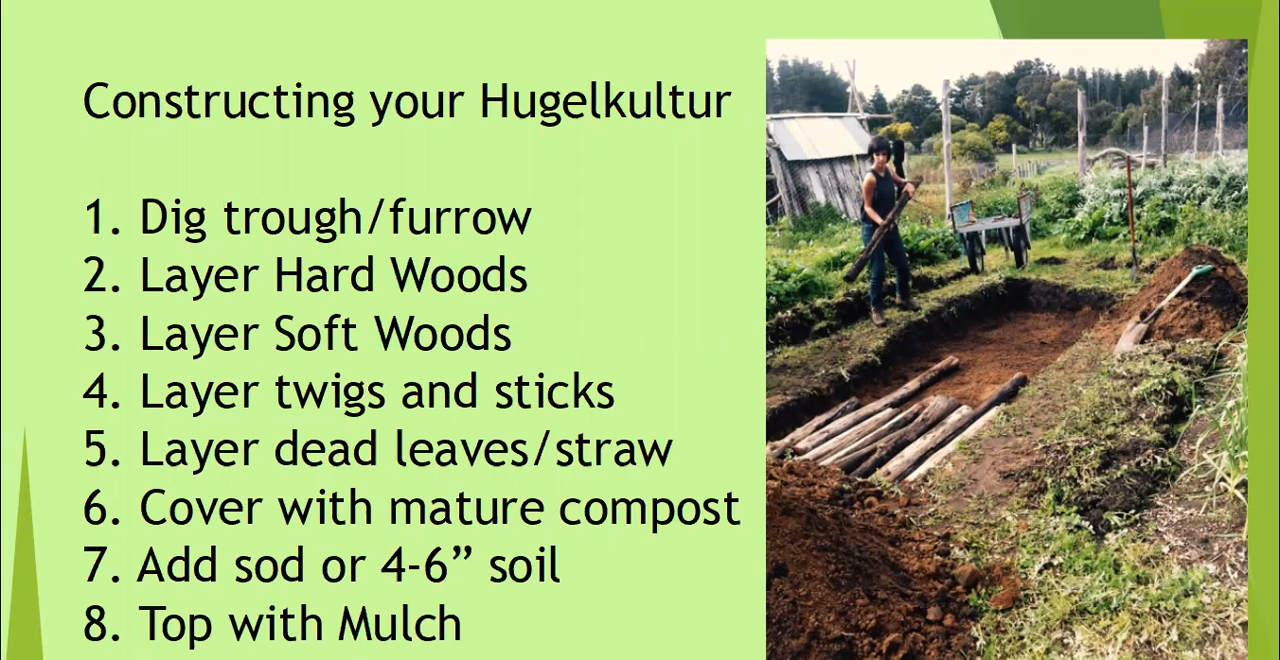 Constructing your Hugelkultur
1. Dig trough/furrow
2. Layer Hard Woods
3. Layer Soft Woods
4. Layer twigs and sticks
5. Layer dead leaves/straw
6. Cover with mature compost
7. Add sod or 4-6” soil
8. Top with Mulch